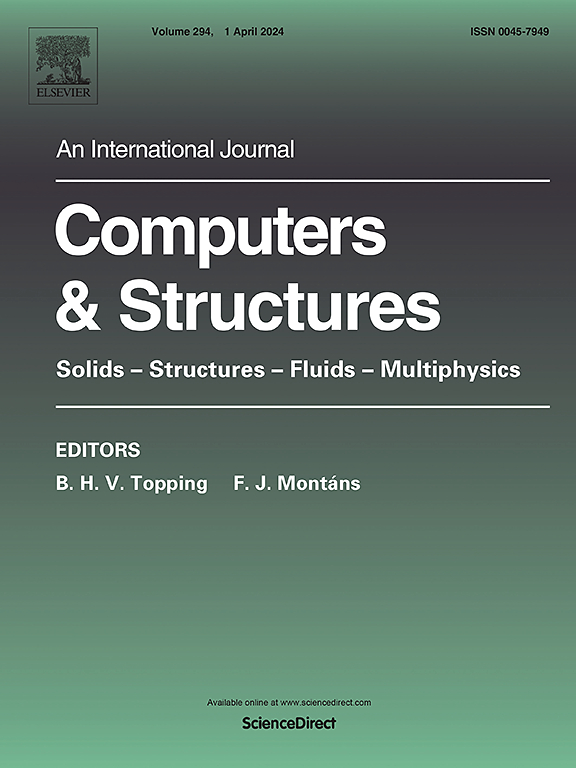 Volume 294, 1 April 2024 ISSN 0045-7949
ELSEVIER
An International Journal
Computers
& Structures
Solids – Structures – Fluids – Multiphysics
EDITORS
B. H. V. Topping F. J. Montáns
Available online at www.sciencedirect.com
ScienceDirect